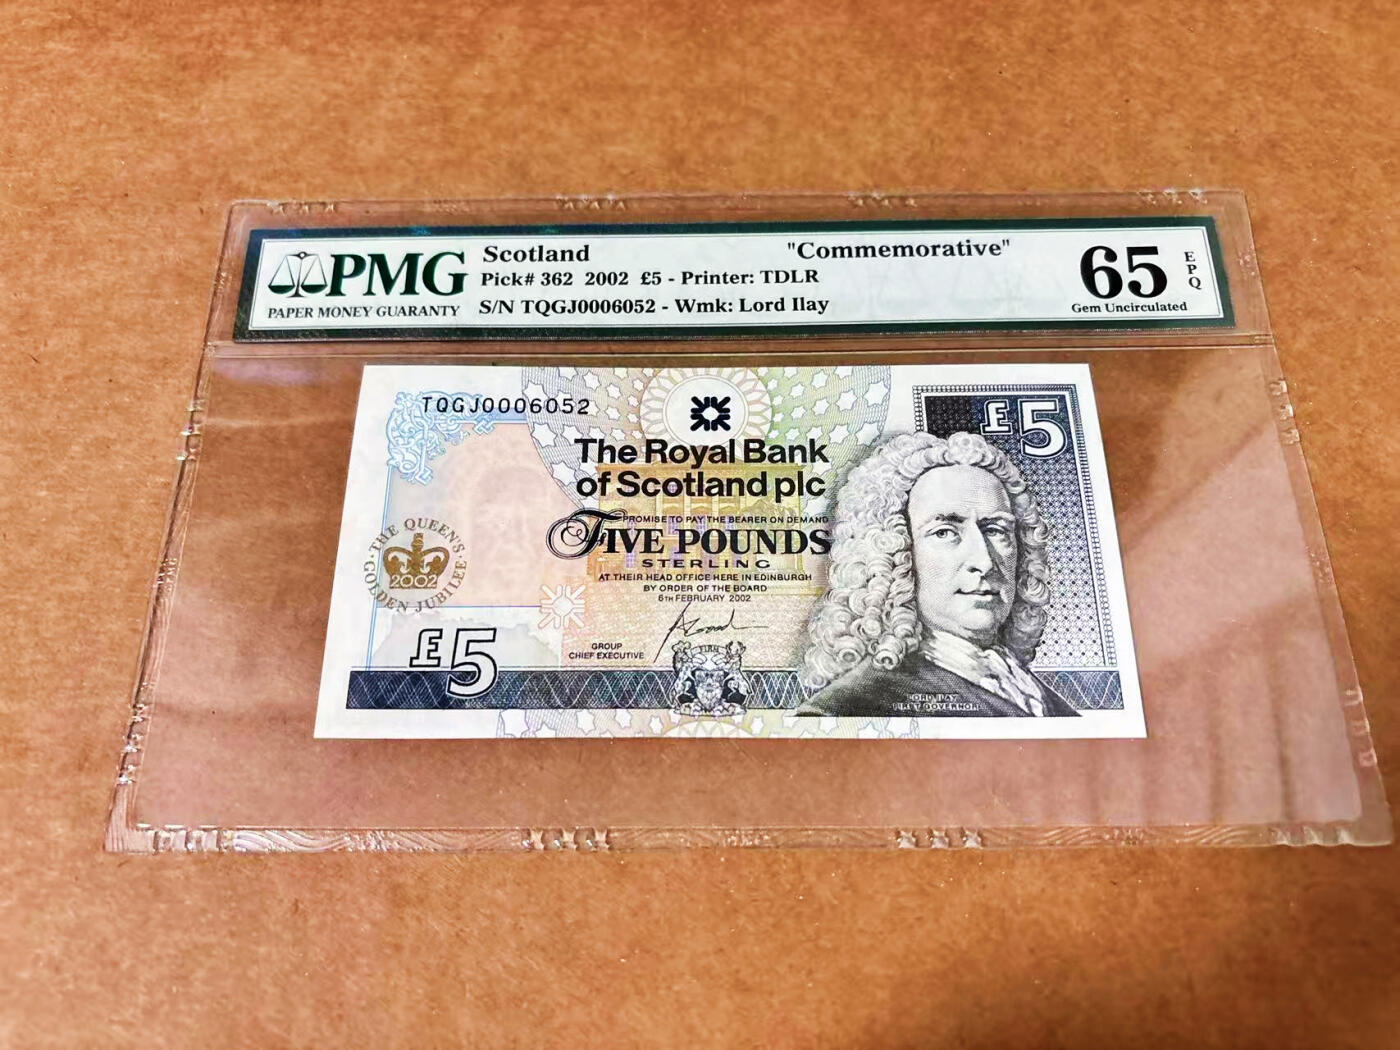 PMG
PAPER MONEY GUARANTY
Scotland "Commemorative"
Pick# 362 2002 £5 - Printer: TDLR
S/N TQGJ0006052 - Wmk: Lord Ilay
65
EPQ
Gem Uncirculated
TQGJ0006052
£5
The Royal Bank
of Scotland plc
PROMISE TO PAY THE BEARER ON DEMAND
FIVE POUNDS
STERLING
AT THEIR HEAD OFFICE HERE IN EDINBURGH
BY ORDER OF THE BOARD
6TH FEBRUARY 2002
GROUP
CHIEF EXECUTIVE
THE QUEEN'S
GOLDEN JUBILEE
2002
£5
LORD ILAY
FIRST GOVERNOR